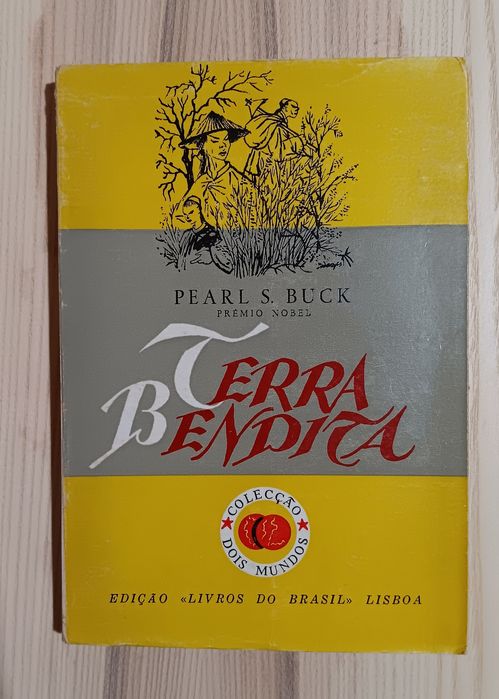 PEARL S. BUCK
PRÉMIO NOBEL
TERRA
BENDITA
COLECÇÃO
DOIS MUNDOS
EDIÇÃO «LIVROS DO BRASIL» LISBOA